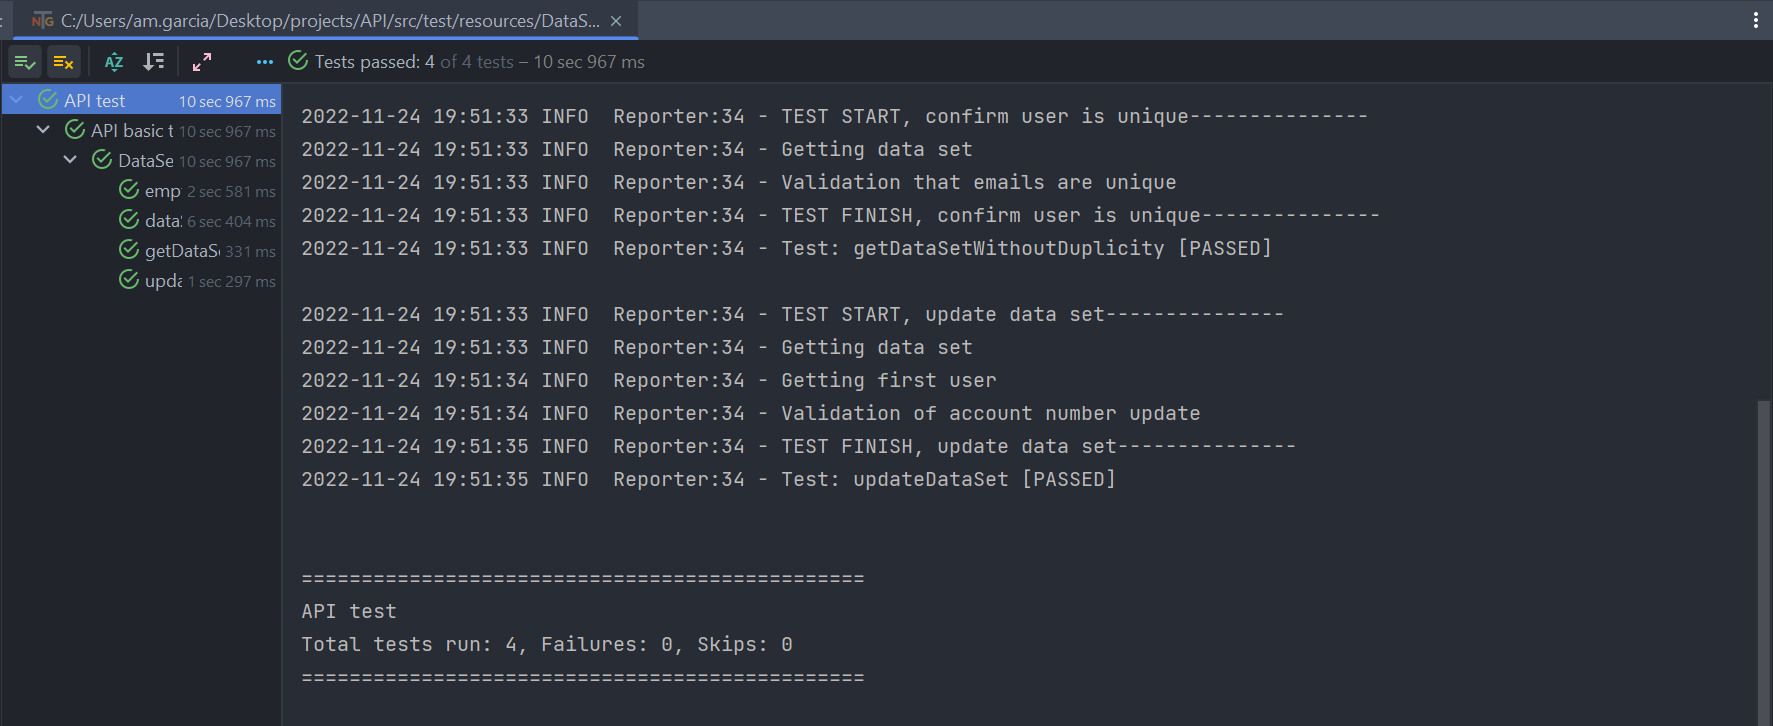 NTG C:/Users/am.garcia/Desktop/projects/API/src/test/resources/DataS... ×
AZ Tests passed: 4 of 4 tests – 10 sec 967 ms
API test 10 sec 967 ms
API basic t 10 sec 967 ms
DataSe 10 sec 967 ms
emp 2 sec 581 ms
data 6 sec 404 ms
getDataS 331 ms
upda 1 sec 297 ms
2022-11-24 19:51:33 INFO  Reporter:34 - TEST START, confirm user is unique---------------
2022-11-24 19:51:33 INFO  Reporter:34 - Getting data set
2022-11-24 19:51:33 INFO  Reporter:34 - Validation that emails are unique
2022-11-24 19:51:33 INFO  Reporter:34 - TEST FINISH, confirm user is unique---------------
2022-11-24 19:51:33 INFO  Reporter:34 - Test: getDataSetWithoutDuplicity [PASSED]
2022-11-24 19:51:33 INFO  Reporter:34 - TEST START, update data set---------------
2022-11-24 19:51:33 INFO  Reporter:34 - Getting data set
2022-11-24 19:51:34 INFO  Reporter:34 - Getting first user
2022-11-24 19:51:34 INFO  Reporter:34 - Validation of account number update
2022-11-24 19:51:35 INFO  Reporter:34 - TEST FINISH, update data set---------------
2022-11-24 19:51:35 INFO  Reporter:34 - Test: updateDataSet [PASSED]
===============================================
API test
Total tests run: 4, Failures: 0, Skips: 0
===============================================